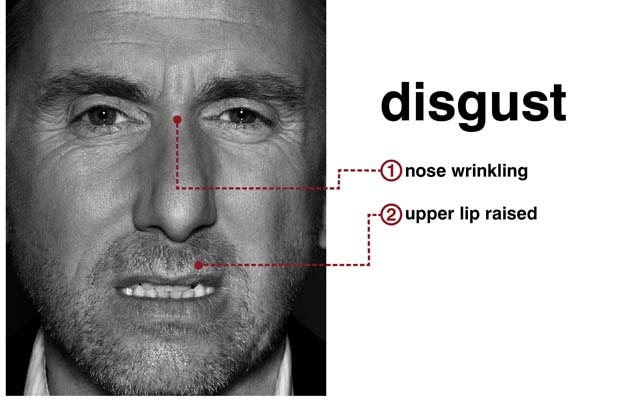 disgust
1 nose wrinkling
2 upper lip raised